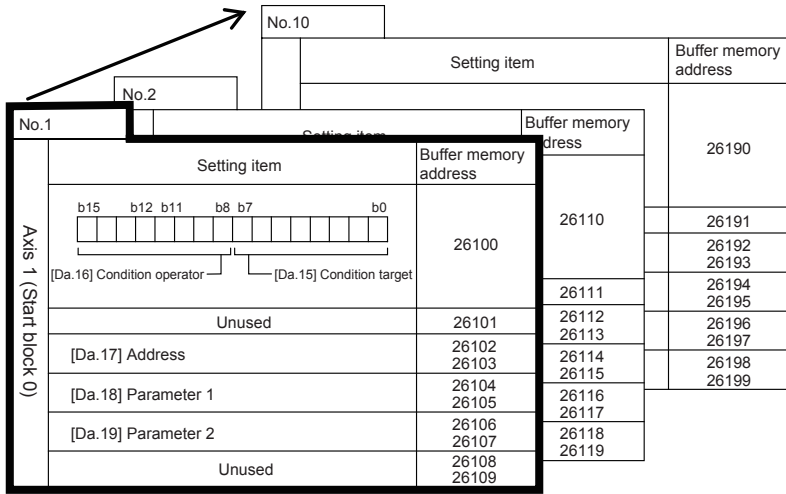 No.10
Setting item
Buffer memory
address
26190
26191
26192
26193
26194
26195
26196
26197
26198
26199
No.2
Setting item
Buffer memory
dress
26110
26111
26112
26113
26114
26115
26116
26117
26118
26119
No.1
Axis 1 (Start block 0)
Setting item
Buffer memory
address
b15 b12 b11 b8 b7 b0
[Da.16] Condition operator
[Da.15] Condition target
26100
Unused
26101
[Da.17] Address
26102
26103
[Da.18] Parameter 1
26104
26105
[Da.19] Parameter 2
26106
26107
Unused
26108
26109